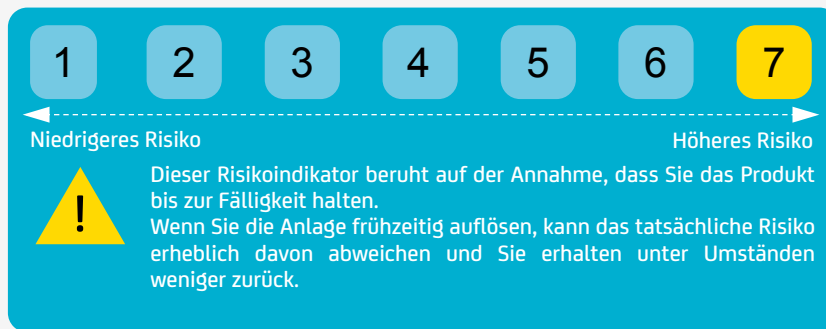 1 2 3 4 5 6 7
Niedrigeres Risiko Höheres Risiko
!
Dieser Risikoindikator beruht auf der Annahme, dass Sie das Produkt
bis zur Fälligkeit halten.
Wenn Sie die Anlage frühzeitig auflösen, kann das tatsächliche Risiko
erheblich davon abweichen und Sie erhalten unter Umständen
weniger zurück.